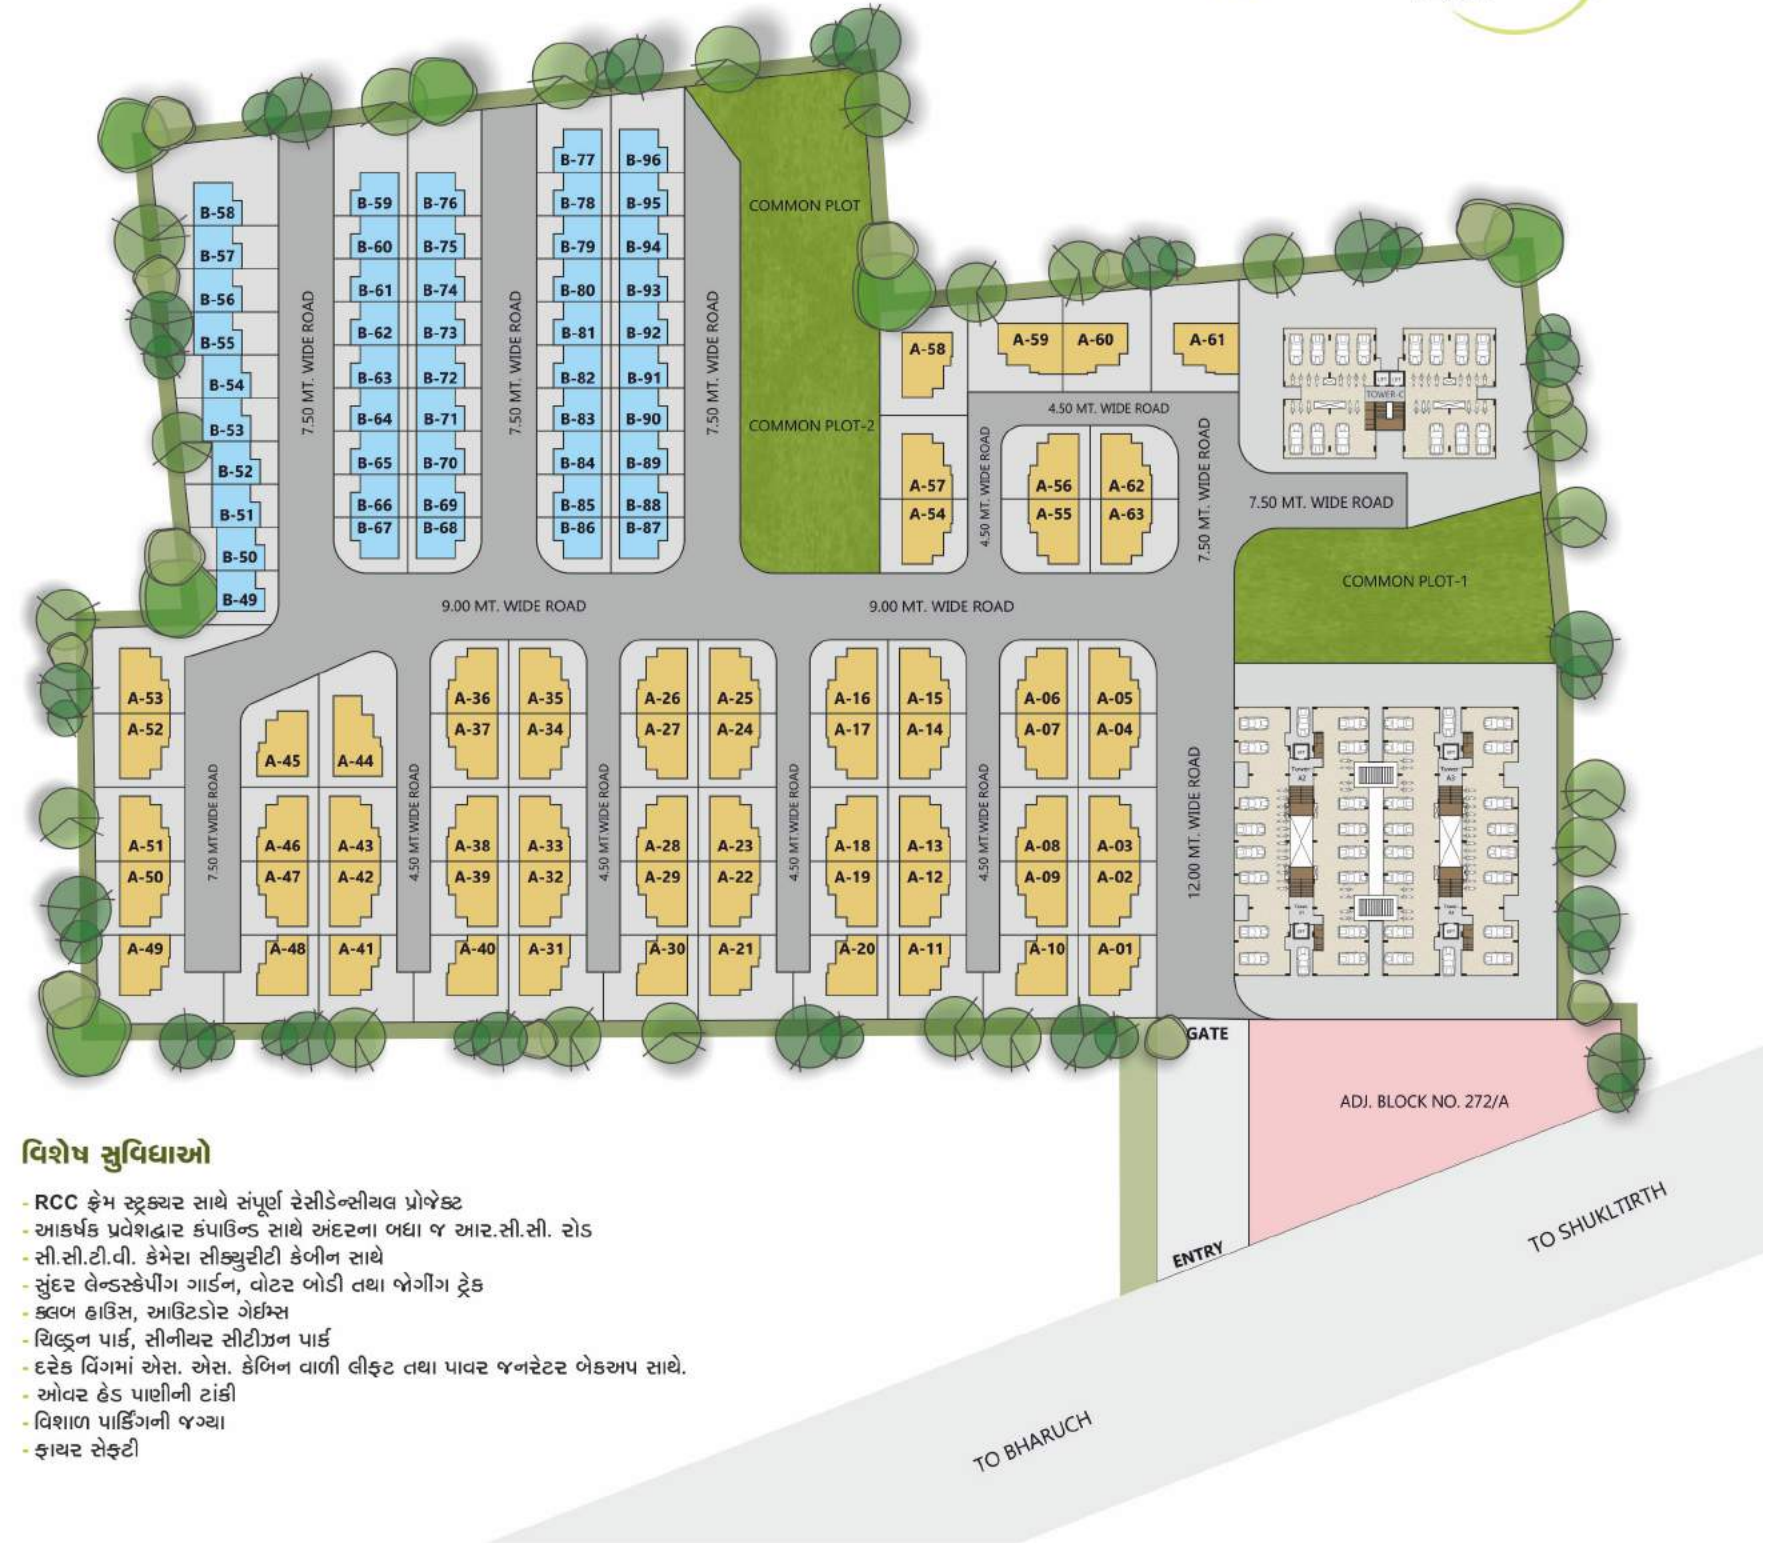 B-77 B-96
B-58 B-59 B-76 B-78 B-95 COMMON PLOT
B-57 B-60 B-75 B-79 B-94
B-56 B-61 B-74 B-80 B-93
B-55 B-62 B-73 B-81 B-92
B-54 B-63 B-72 B-82 B-91
B-53 B-64 B-71 B-83 B-90 COMMON PLOT-2
B-52 B-65 B-70 B-84 B-89
B-51 B-66 B-69 B-85 B-88
B-50 B-67 B-68 B-86 B-87
B-49
7.50 MT. WIDE ROAD
7.50 MT. WIDE ROAD
7.50 MT. WIDE ROAD
A-58 A-59 A-60 A-61
4.50 MT. WIDE ROAD
TOWER-C
LIFT LIFT
A-57 A-56 A-62
A-54 A-55 A-63
4.50 MT. WIDE ROAD
7.50 MT. WIDE ROAD
7.50 MT. WIDE ROAD
COMMON PLOT-1
9.00 MT. WIDE ROAD 9.00 MT. WIDE ROAD
A-53 A-36 A-35 A-26 A-25 A-16 A-15 A-06 A-05
A-52 A-37 A-34 A-27 A-24 A-17 A-14 A-07 A-04
A-45 A-44
A-51 A-46 A-43 A-38 A-33 A-28 A-23 A-18 A-13 A-08 A-03
A-50 A-47 A-42 A-39 A-32 A-29 A-22 A-19 A-12 A-09 A-02
A-49 A-48 A-41 A-40 A-31 A-30 A-21 A-20 A-11 A-10 A-01
7.50 MT.WIDE ROAD
4.50 MT.WIDE ROAD
4.50 MT.WIDE ROAD
4.50 MT.WIDE ROAD
4.50 MT.WIDE ROAD
12.00 MT. WIDE ROAD
Tower A2
Tower A3
GATE
ADJ. BLOCK NO. 272/A
ENTRY
TO SHUKLTIRTH
TO BHARUCH
વિશેષ સુવિધાઓ
- RCC ફ્રેમ સ્ટ્રક્ચર સાથે સંપૂર્ણ રેસીડેન્સીયલ પ્રોજેક્ટ
- આકર્ષક પ્રવેશદ્વાર કંપાઉન્ડ સાથે અંદરના બધા જ આર.સી.સી. રોડ
- સી.સી.ટી.વી. કેમેરા સીક્યુરીટી કેબીન સાથે
- સુંદર લેન્ડસ્કેપીંગ ગાર્ડન, વોટર બોડી તથા જોગીંગ ટ્રેક
- ક્લબ હાઉસ, આઉટડોર ગેઈમ્સ
- ચિલ્ડ્રન પાર્ક, સીનીયર સીટીઝન પાર્ક
- દરેક વિંગમાં એસ. એસ. કેબિન વાળી લીફ્ટ તથા પાવર જનરેટર બેકઅપ સાથે.
- ઓવર હેડ પાણીની ટાંકી
- વિશાળ પાર્કિંગની જગ્યા
- ફાયર સેફ્ટી